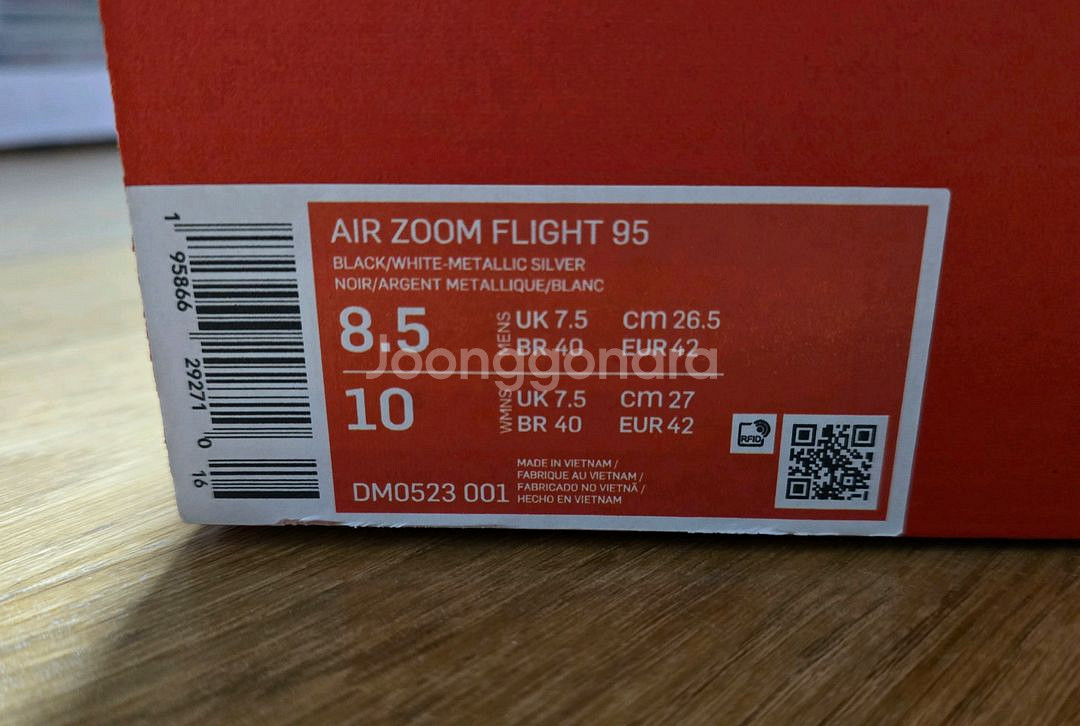 AIR ZOOM FLIGHT 95
BLACK/WHITE-METALLIC SILVER
NOIR/ARGENT METALLIQUE/BLANC
8.5 MENS UK 7.5 cm 26.5
BR 40 EUR 42
Joonggonara
10 WMNS UK 7.5 cm 27
BR 40 EUR 42
RFID
DM0523 001
MADE IN VIETNAM /
FABRIQUE AU VIETNAM /
FABRICADO NO VIETNÃ /
HECHO EN VIETNAM
1 95866 29271 0 16